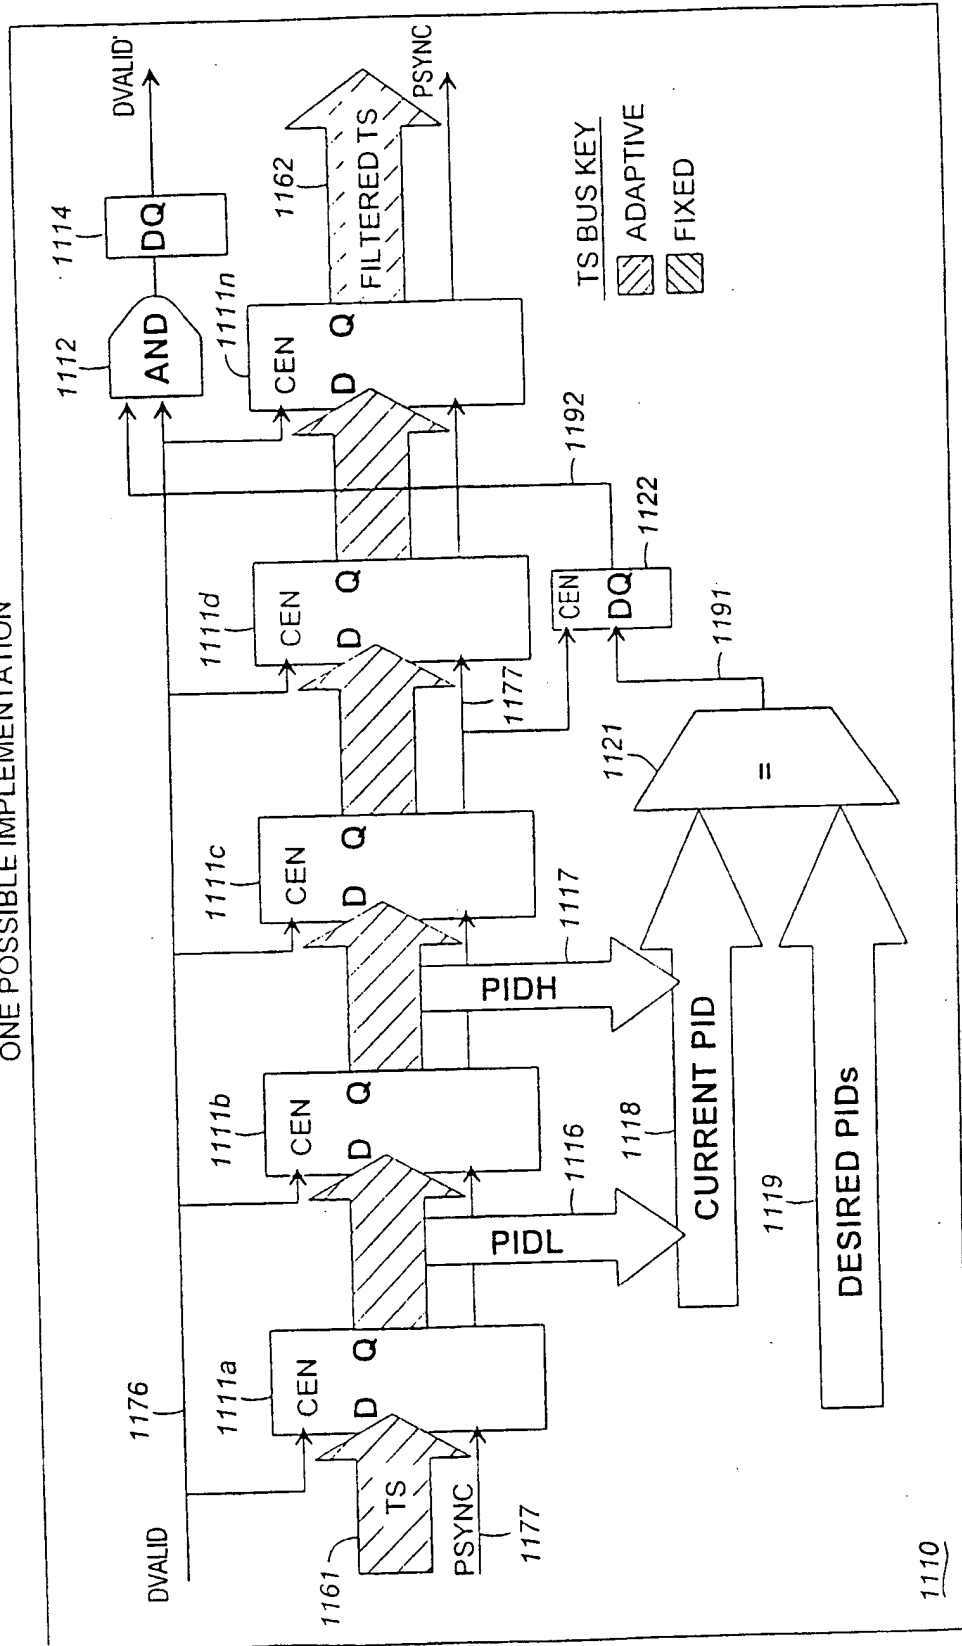 ONE POSSIBLE IMPLEMENTATION
DVALID
1176
1111a
CEN
D Q
1161
TS
PSYNC
1177
1111b
CEN
D Q
PIDL
1116
1111c
CEN
D Q
PIDH
1117
1111d
CEN
D Q
1177
1111n
CEN
D Q
1112
AND
1114
DQ
DVALID'
1162
FILTERED TS
PSYNC
1192
CEN
DQ
1122
1191
1121
=
1118
CURRENT PID
1119
DESIRED PIDs
TS BUS KEY
ADAPTIVE
FIXED
1110